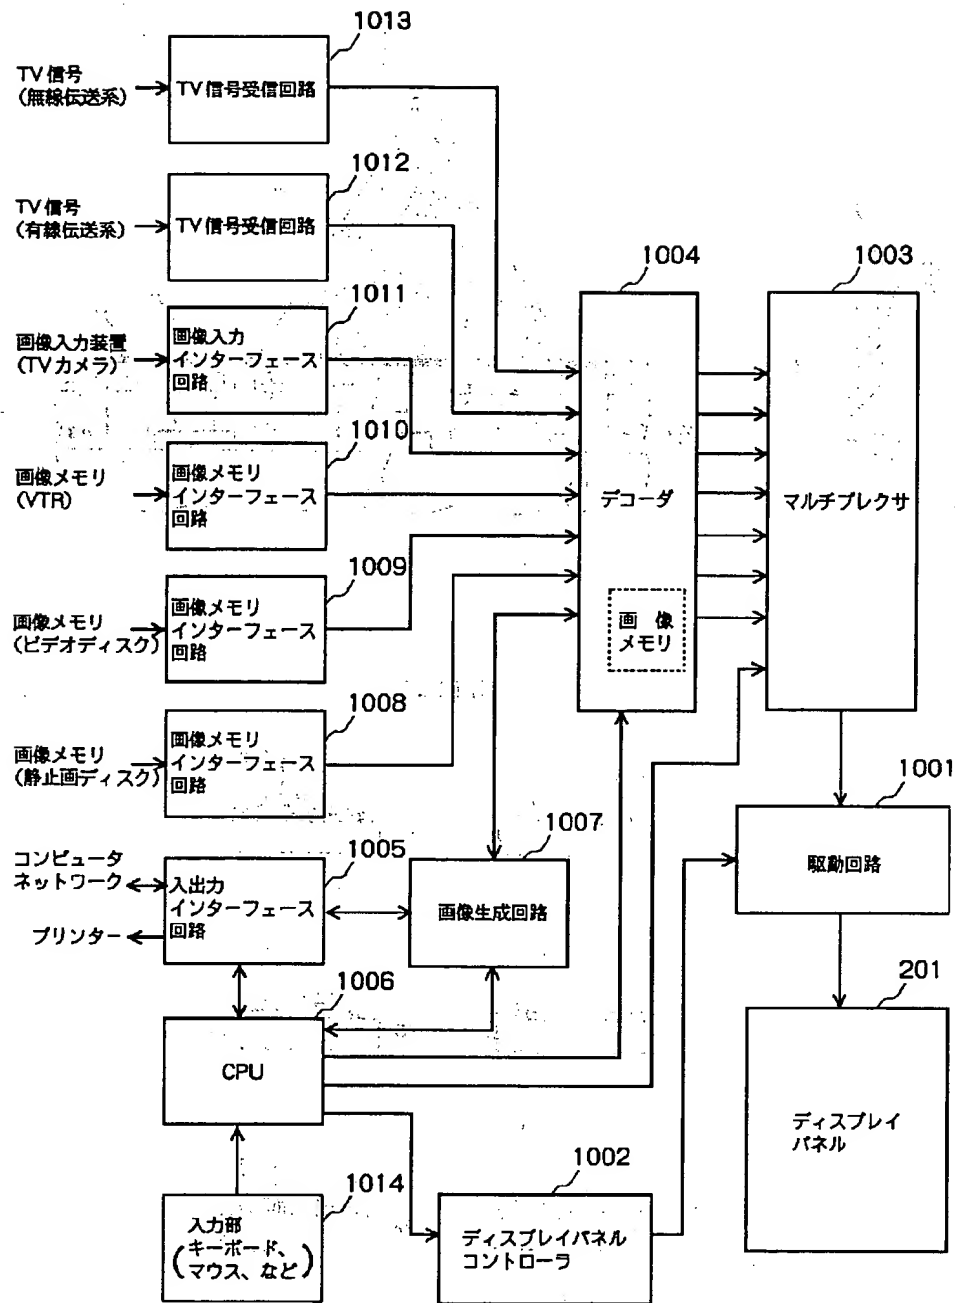 1013
TV信号
(無線伝送系)
TV信号受信回路
1012
TV信号
(有線伝送系)
TV信号受信回路
1004
1003
1011
画像入力装置
(TVカメラ)
画像入力
インターフェース
回路
1010
画像メモリ
(VTR)
画像メモリ
インターフェース
回路
デコーダ
マルチプレクサ
1009
画像メモリ
(ビデオディスク)
画像メモリ
インターフェース
回路
画像
メモリ
1008
画像メモリ
(静止画ディスク)
画像メモリ
インターフェース
回路
1001
駆動回路
1007
1005
コンピュータ
ネットワーク
プリンター
入出力
インターフェース
回路
画像生成回路
1006
CPU
201
ディスプレイ
パネル
1014
入力部
(キーボード、
マウス、など)
1002
ディスプレイパネル
コントローラ